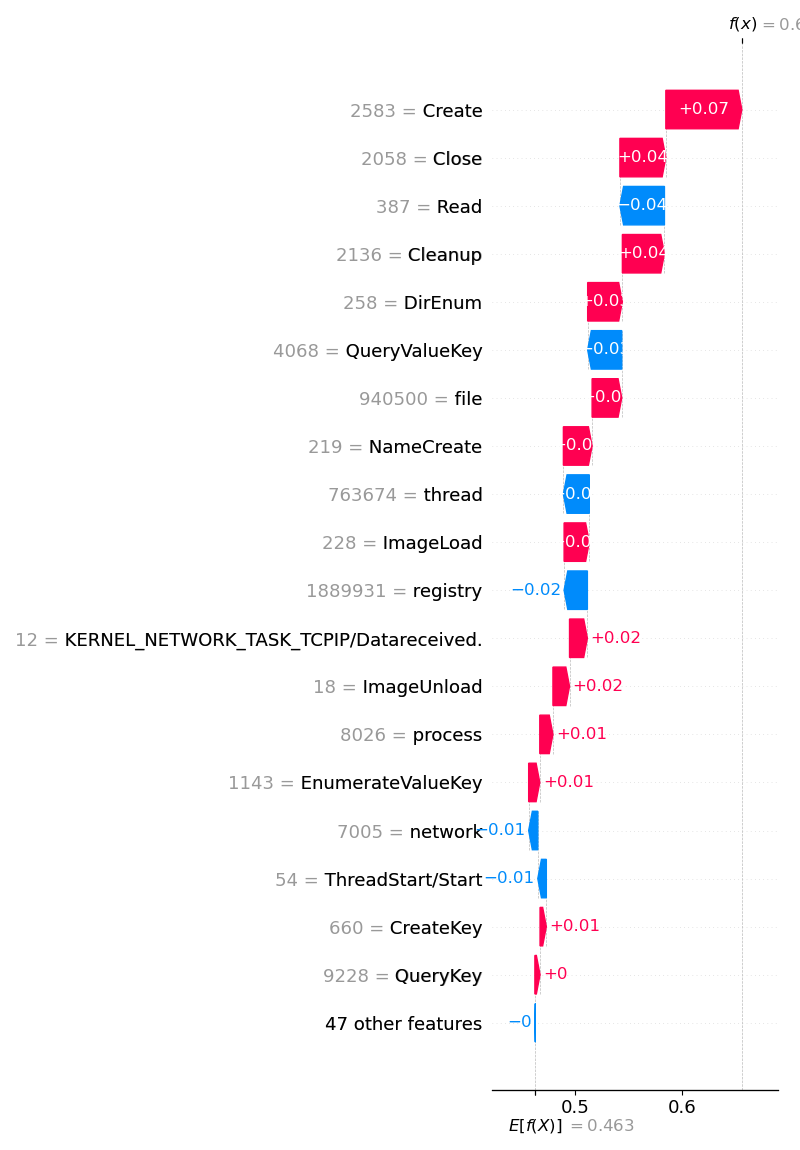 f(x) = 0.6
2583 = Create +0.07
2058 = Close +0.04
387 = Read −0.04
2136 = Cleanup +0.04
258 = DirEnum
4068 = QueryValueKey
940500 = file
219 = NameCreate
763674 = thread
228 = ImageLoad
1889931 = registry −0.02
12 = KERNEL_NETWORK_TASK_TCPIP/Datareceived. +0.02
18 = ImageUnload +0.02
8026 = process +0.01
1143 = EnumerateValueKey +0.01
7005 = network −0.01
54 = ThreadStart/Start −0.01
660 = CreateKey +0.01
9228 = QueryKey +0
47 other features −0
0.5 0.6
E[f(X)] = 0.463